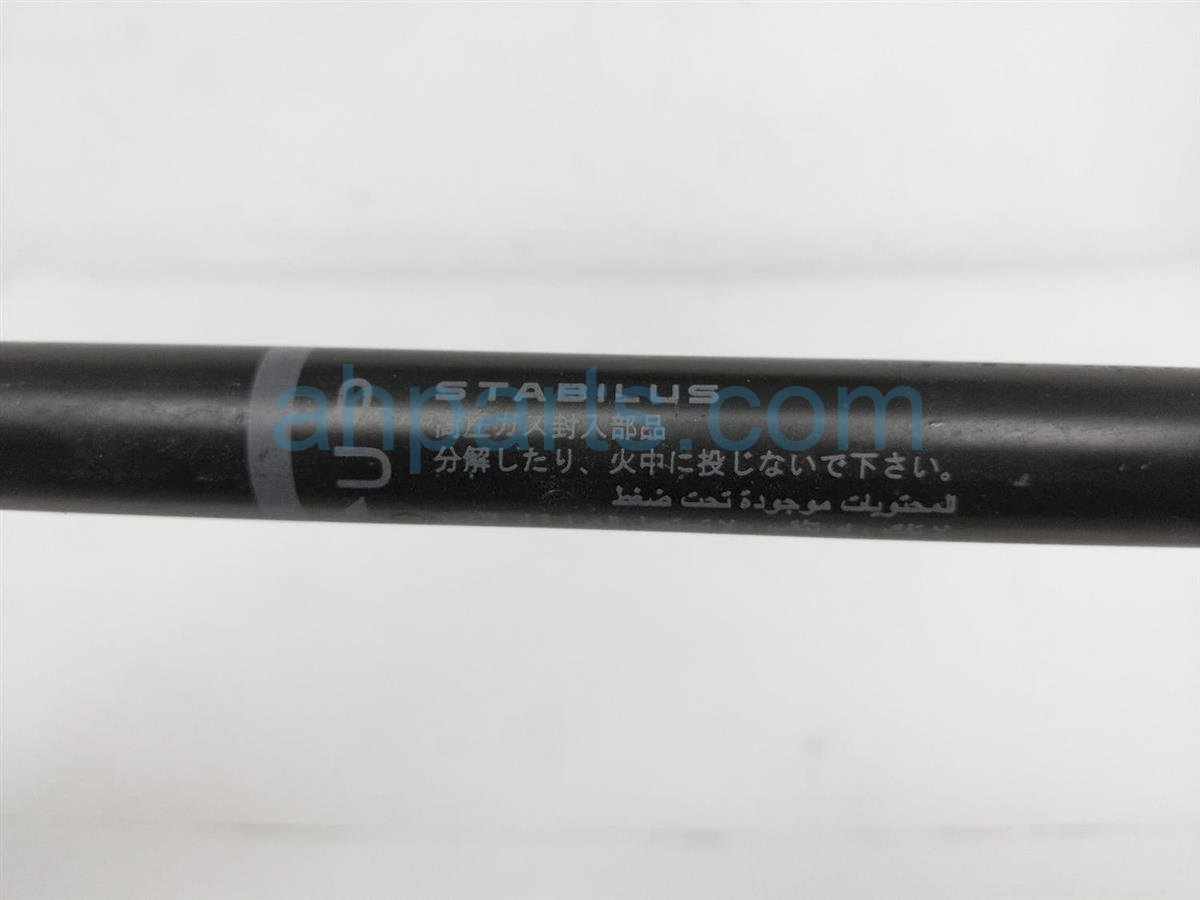 UP
STABILUS
高圧ガス封入部品
分解したり、火中に投じないで下さい。
المحتويات موجودة تحت ضغط
ahparts.com